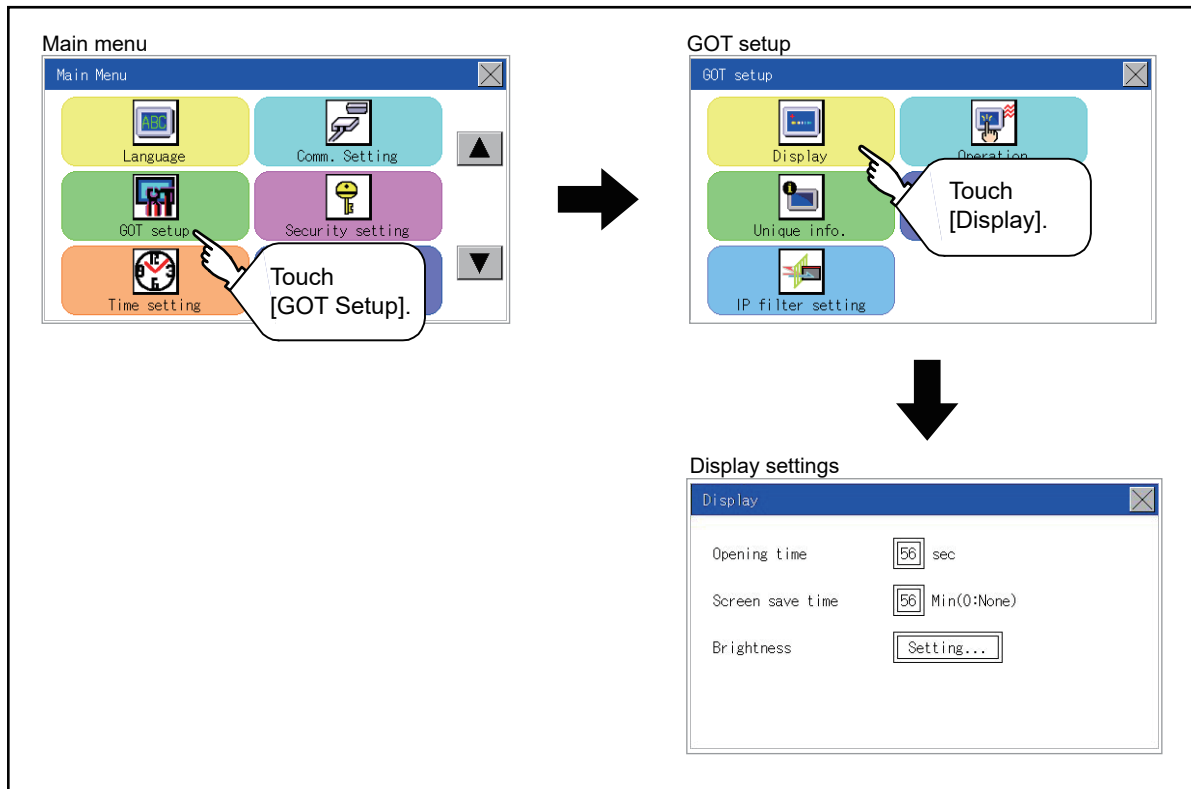 Main menu
Main Menu
ABC
Language
Comm. Setting
GOT setup
Security setting
Time setting
Touch
[GOT Setup].
GOT setup
GOT setup
Display
Operation
Unique info.
IP filter setting
Touch
[Display].
Display settings
Display
Opening time 56 sec
Screen save time 56 Min(0:None)
Brightness Setting...